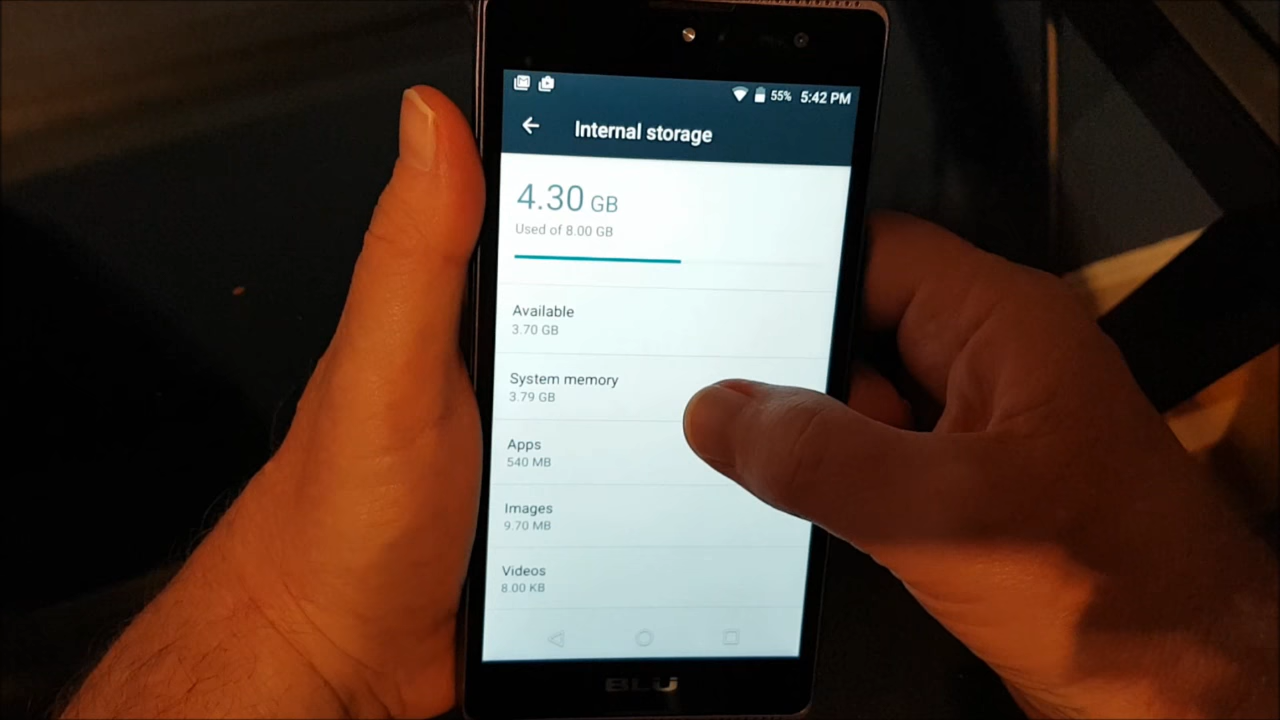 55% 5:42 PM
Internal storage
4.30 GB
Used of 8.00 GB
Available
3.70 GB
System memory
3.79 GB
Apps
540 MB
Images
9.70 MB
Videos
8.00 KB
BLU